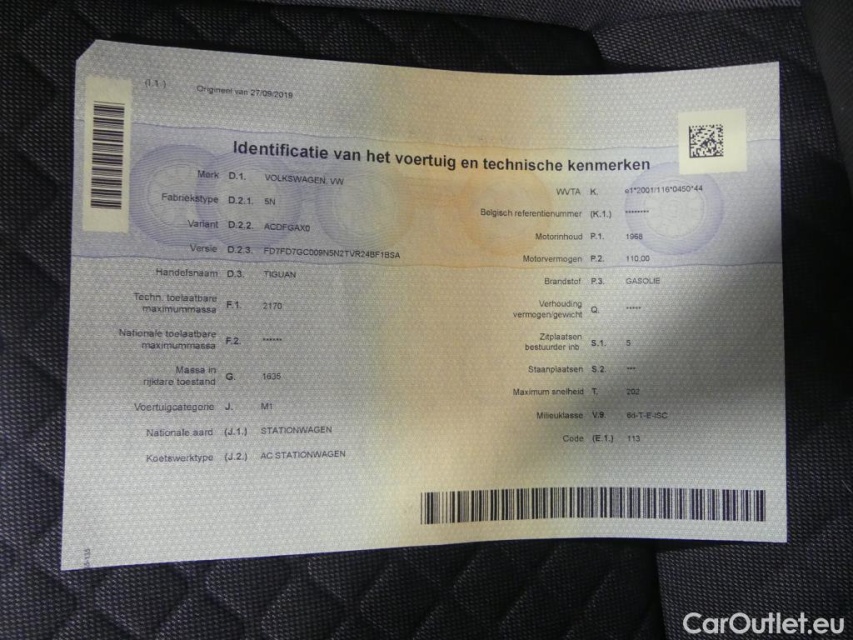 (I.1.) Origineel van 27/09/2019
Identificatie van het voertuig en technische kenmerken
Merk D.1. VOLKSWAGEN, VW
Fabriekstype D.2.1. 5N
Variant D.2.2. ACDFGAX0
Versie D.2.3. FD7FD7GC009N5N2TVR24BF1BSA
Handelsnaam D.3. TIGUAN
Techn. toelaatbare
maximummassa F.1. 2170
Nationale toelaatbare
maximummassa F.2. ******
Massa in
rijklare toestand G. 1635
Voertuigcategorie J. M1
Nationale aard (J.1.) STATIONWAGEN
Koetswerktype (J.2.) AC STATIONWAGEN
WVTA K. e1*2001/116*0450*44
Belgisch referentienummer (K.1.) ********
Motorinhoud P.1. 1968
Motorvermogen P.2. 110.00
Brandstof P.3. GASOLIE
Verhouding
vermogen/gewicht Q. *****
Zitplaatsen
bestuurder inb. S.1. 5
Staanplaatsen S.2. ***
Maximum snelheid T. 202
Milieuklasse V.9. 6d-T-E-ISC
Code (E.1.) 113
CarOutlet.eu